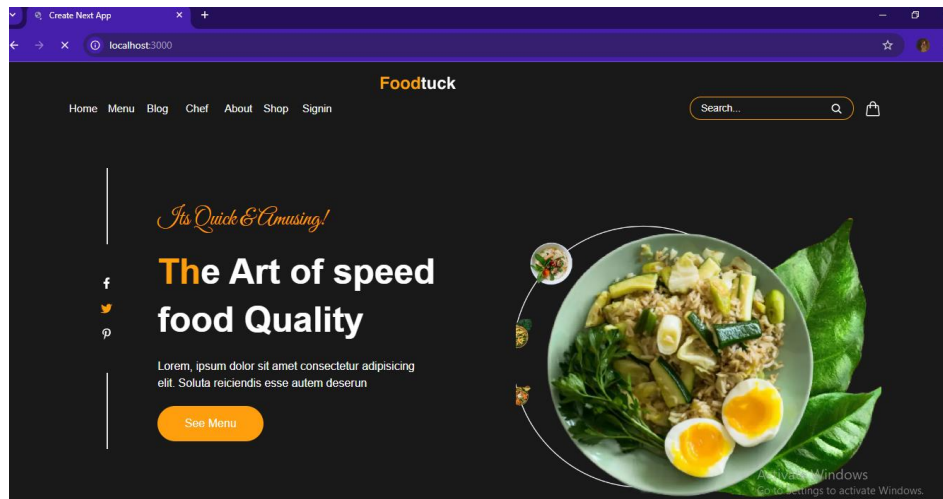 Create Next App
localhost:3000
Foodtuck
Home Menu Blog Chef About Shop Signin
Search...
Its Quick & Amusing!
The Art of speed
food Quality
Lorem, ipsum dolor sit amet consectetur adipisicing
elit. Soluta reiciendis esse autem deserun
See Menu
Activate Windows
Go to Settings to activate Windows.